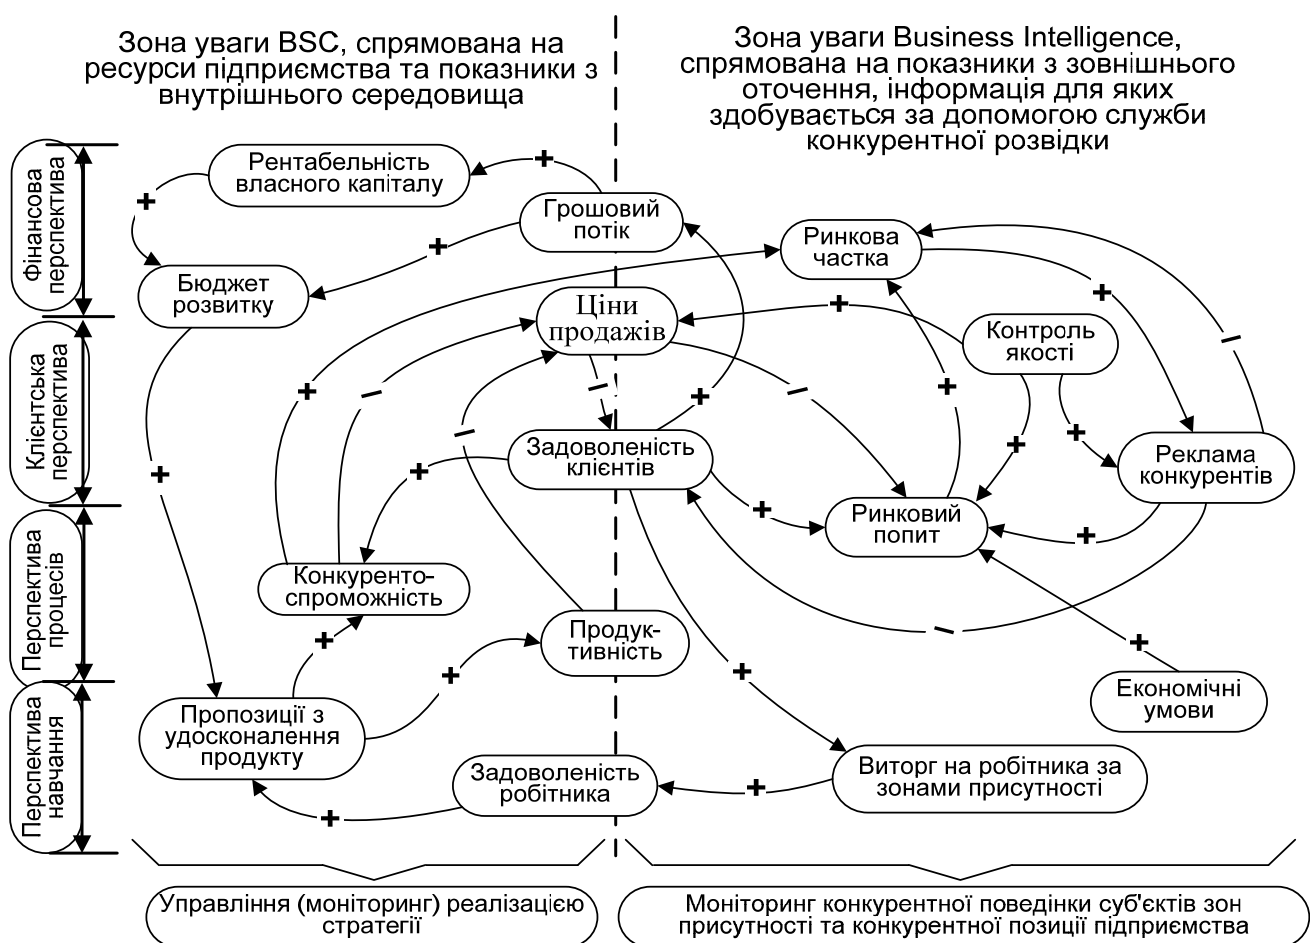 Зона уваги BSC, спрямована на
ресурси підприємства та показники з
внутрішнього середовища
Зона уваги Business Intelligence,
спрямована на показники з зовнішнього
оточення, інформація для яких
здобувається за допомогою служби
конкурентної розвідки
Фінансова
перспектива
Клієнтська
перспектива
Перспектива
процесів
Перспектива
навчання
Рентабельність
власного капіталу
+
+
Грошовий
потік
+
Ринкова
частка
Бюджет
розвитку
Ціни
продажів
+
+
Контроль
якості
–
+
–
–
–
+
+
+
+
Задоволеність
клієнтів
–
+
+
Реклама
конкурентів
+
+
+
Ринковий
попит
+
Конкуренто-
спроможність
+
Продук-
тивність
–
+
+
+
Економічні
умови
Пропозиції з
удосконалення
продукту
Задоволеність
робітника
+
Виторг на робітника за
зонами присутності
+
Управління (моніторинг) реалізацією
стратегії
Моніторинг конкурентної поведінки суб'єктів зон
присутності та конкурентної позиції підприємства